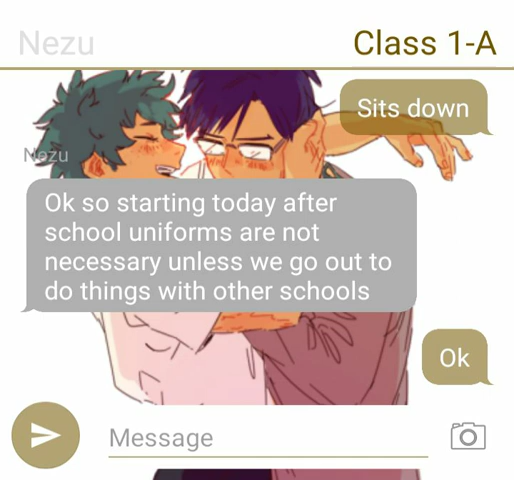 Nezu Class 1-A
Sits down
Nezu
Ok so starting today after
school uniforms are not
necessary unless we go out to
do things with other schools
Ok
Message